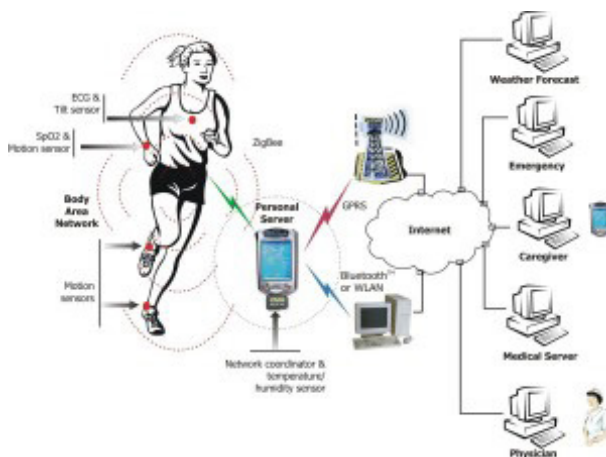 ECG &
Tilt sensor
SpO2 &
Motion sensor
Body
Area
Network
Motion
sensors
ZigBee
Personal
Server
Network coordinator &
temperature/
humidity sensor
GPRS
Bluetooth™
or WLAN
Internet
Weather Forecast
Emergency
Caregiver
Medical Server
Physician